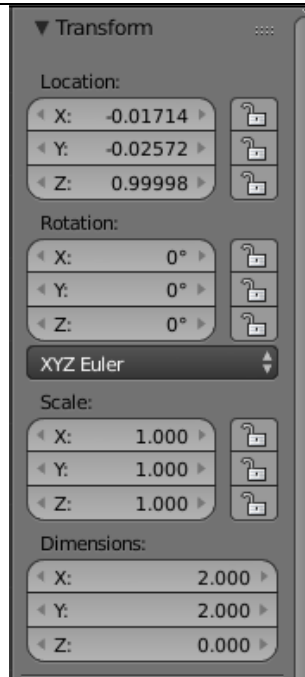 Transform
Location:
X: -0.01714
Y: -0.02572
Z: 0.99998
Rotation:
X: 0°
Y: 0°
Z: 0°
XYZ Euler
Scale:
X: 1.000
Y: 1.000
Z: 1.000
Dimensions:
X: 2.000
Y: 2.000
Z: 0.000